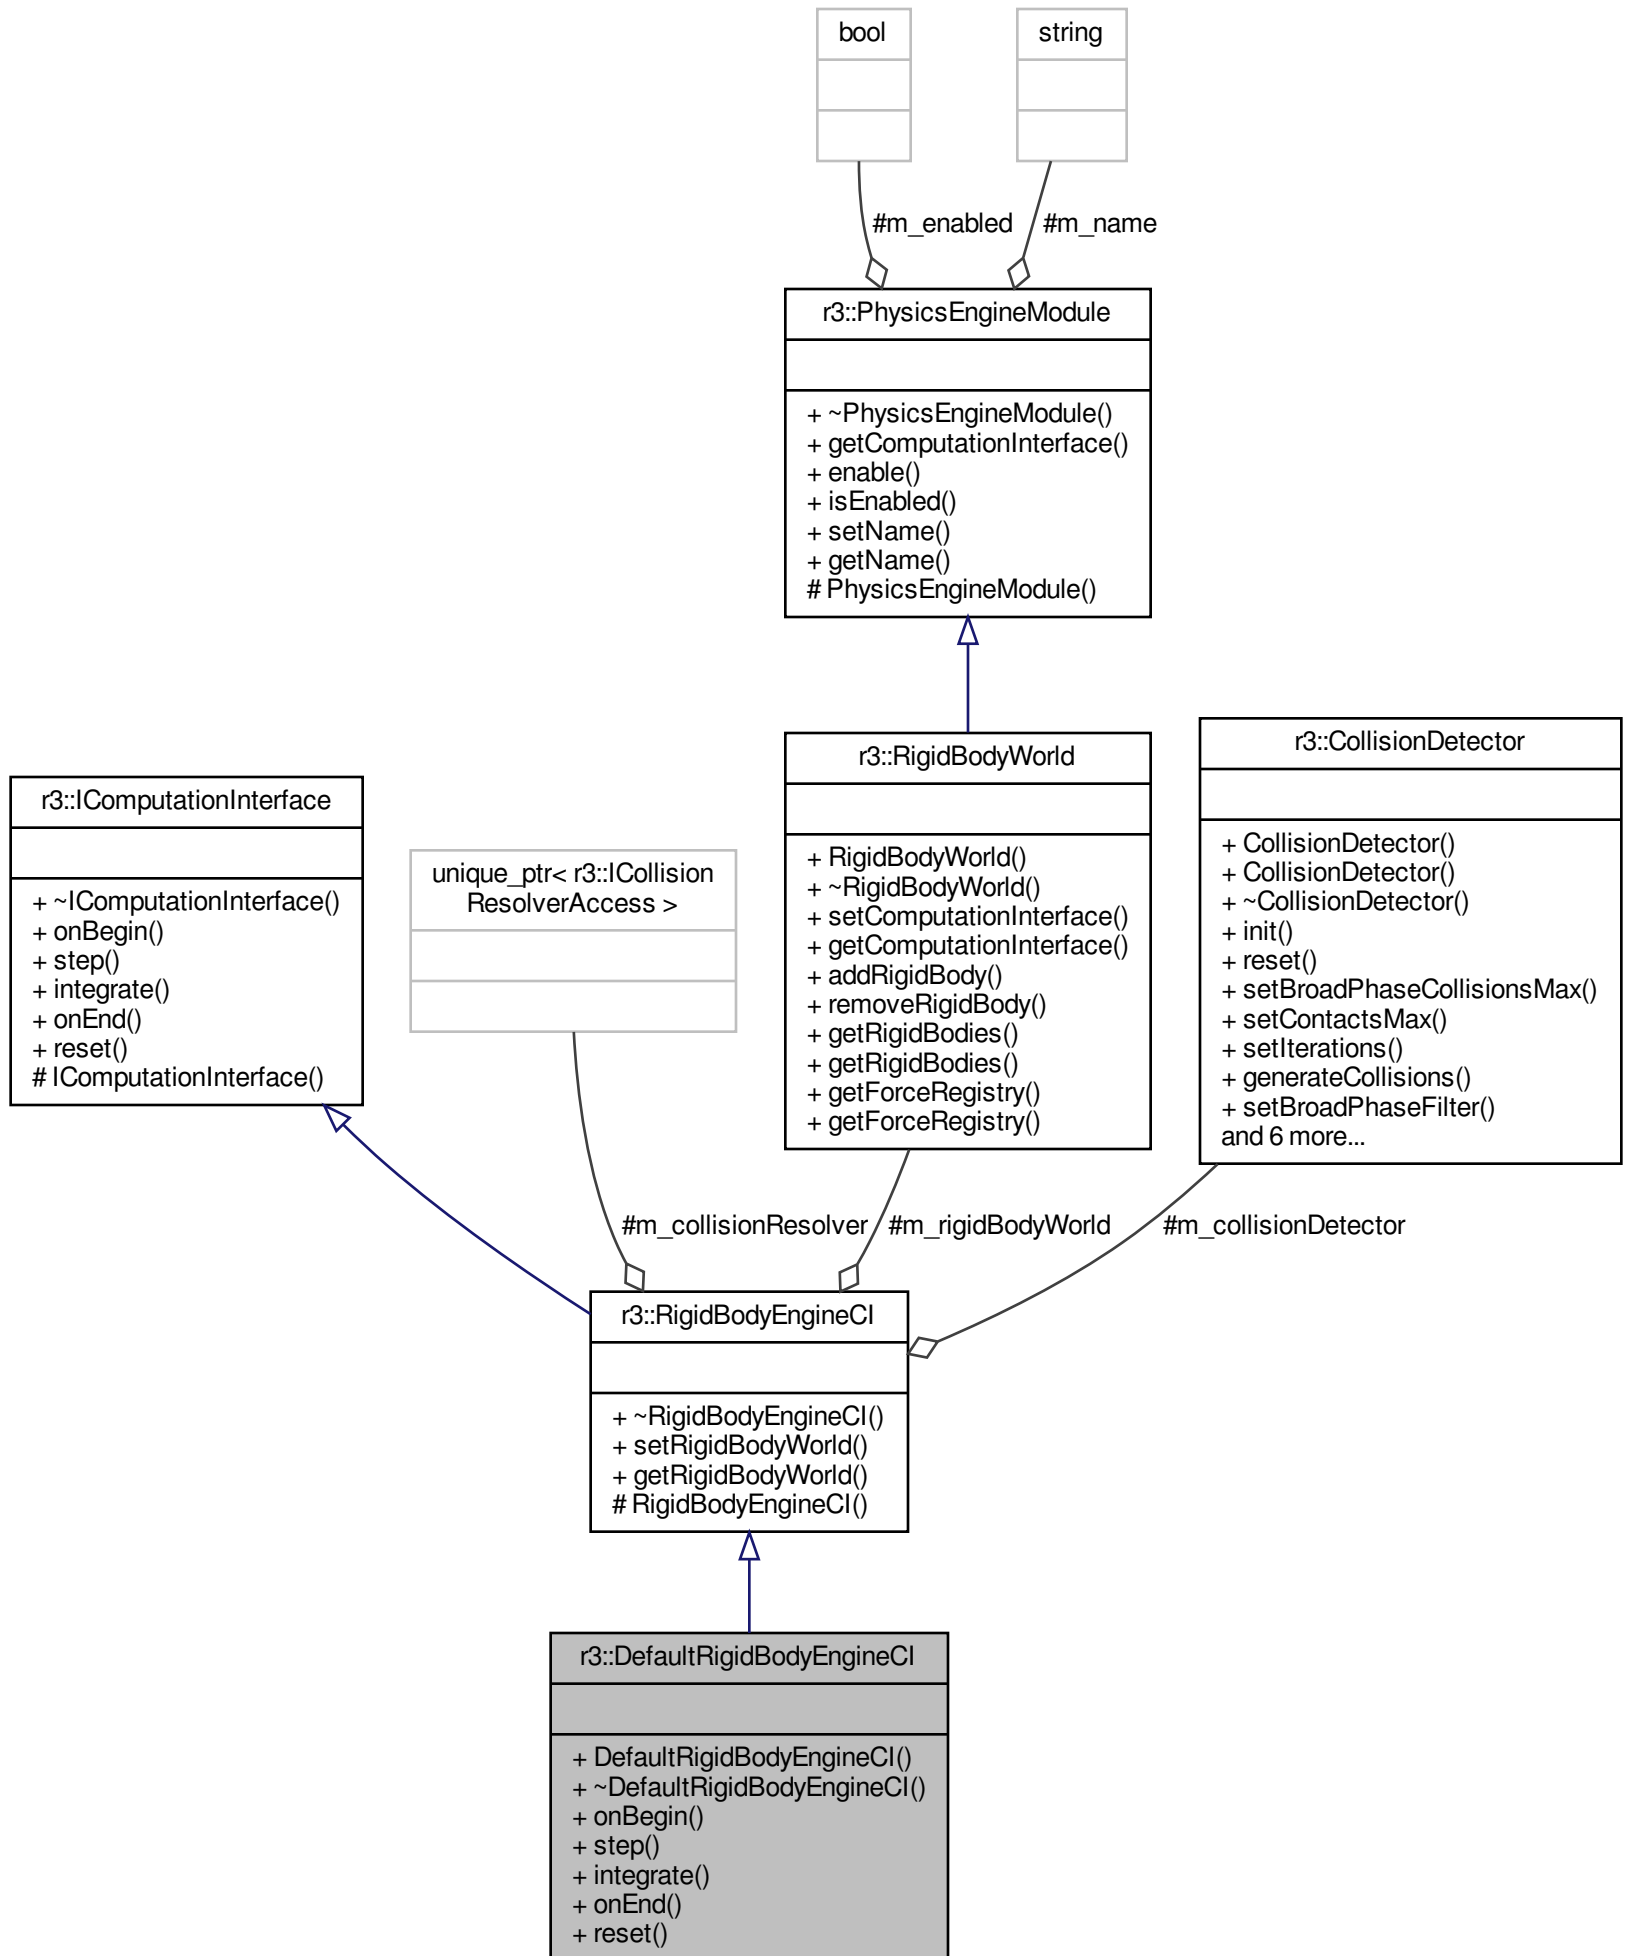 bool
string
#m_enabled
#m_name
r3::PhysicsEngineModule
+ ~PhysicsEngineModule()
+ getComputationInterface()
+ enable()
+ isEnabled()
+ setName()
+ getName()
# PhysicsEngineModule()
r3::IComputationInterface
+ ~IComputationInterface()
+ onBegin()
+ step()
+ integrate()
+ onEnd()
+ reset()
# IComputationInterface()
unique_ptr< r3::ICollision
ResolverAccess >
r3::RigidBodyWorld
+ RigidBodyWorld()
+ ~RigidBodyWorld()
+ setComputationInterface()
+ getComputationInterface()
+ addRigidBody()
+ removeRigidBody()
+ getRigidBodies()
+ getRigidBodies()
+ getForceRegistry()
+ getForceRegistry()
r3::CollisionDetector
+ CollisionDetector()
+ CollisionDetector()
+ ~CollisionDetector()
+ init()
+ reset()
+ setBroadPhaseCollisionsMax()
+ setContactsMax()
+ setIterations()
+ generateCollisions()
+ setBroadPhaseFilter()
and 6 more...
#m_collisionResolver
#m_rigidBodyWorld
#m_collisionDetector
r3::RigidBodyEngineCI
+ ~RigidBodyEngineCI()
+ setRigidBodyWorld()
+ getRigidBodyWorld()
# RigidBodyEngineCI()
r3::DefaultRigidBodyEngineCI
+ DefaultRigidBodyEngineCI()
+ ~DefaultRigidBodyEngineCI()
+ onBegin()
+ step()
+ integrate()
+ onEnd()
+ reset()